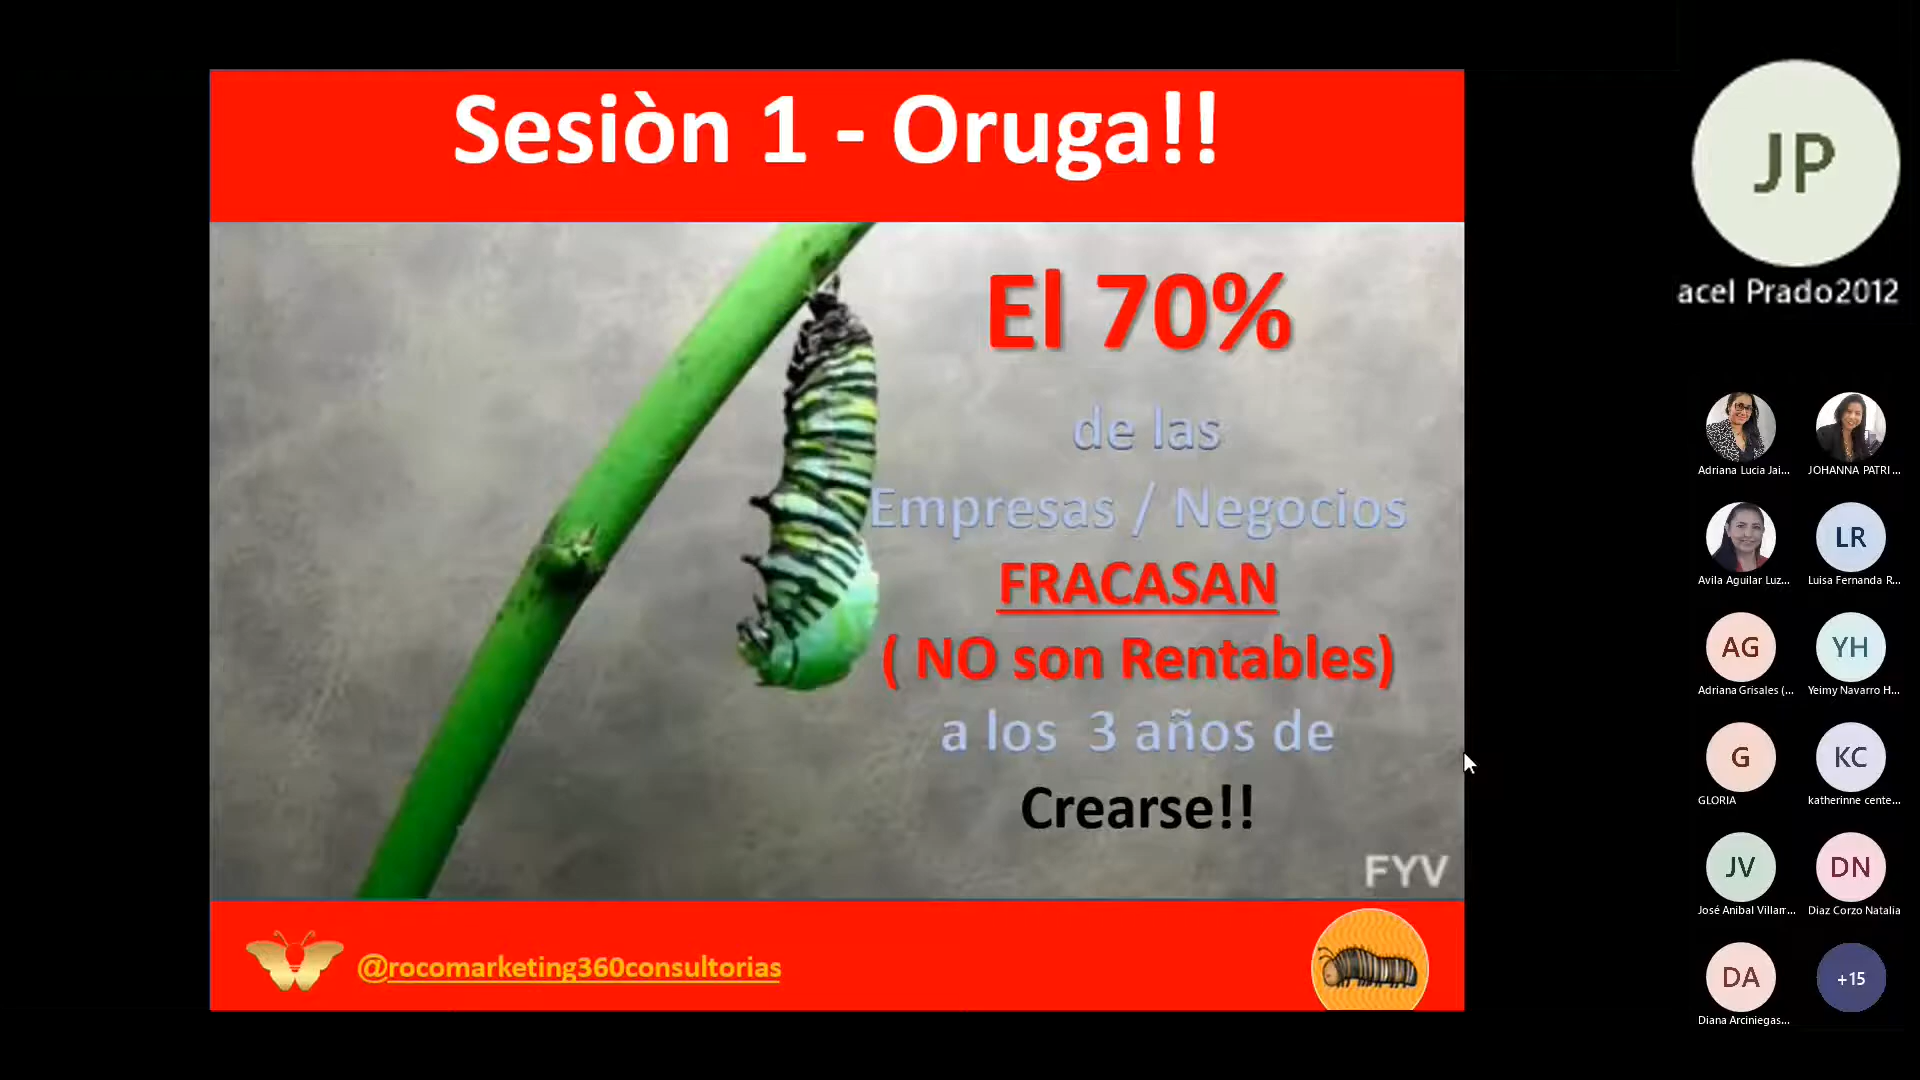 Sesiòn 1 - Oruga!!
El 70%
de las
Empresas / Negocios
FRACASAN
( NO son Rentables)
a los 3 años de
Crearse!!
FYV
@rocomarketing360consultorias
JP
acel Prado2012
Adriana Lucia Jai...
JOHANNA PATRI...
Avila Aguilar Luz...
LR
Luisa Fernanda R...
AG
Adriana Grisales (...
YH
Yeimy Navarro H...
G
GLORIA
KC
katherinne cente...
JV
José Anibal Villarr...
DN
Diaz Corzo Natalia
DA
Diana Arciniegas...
+15